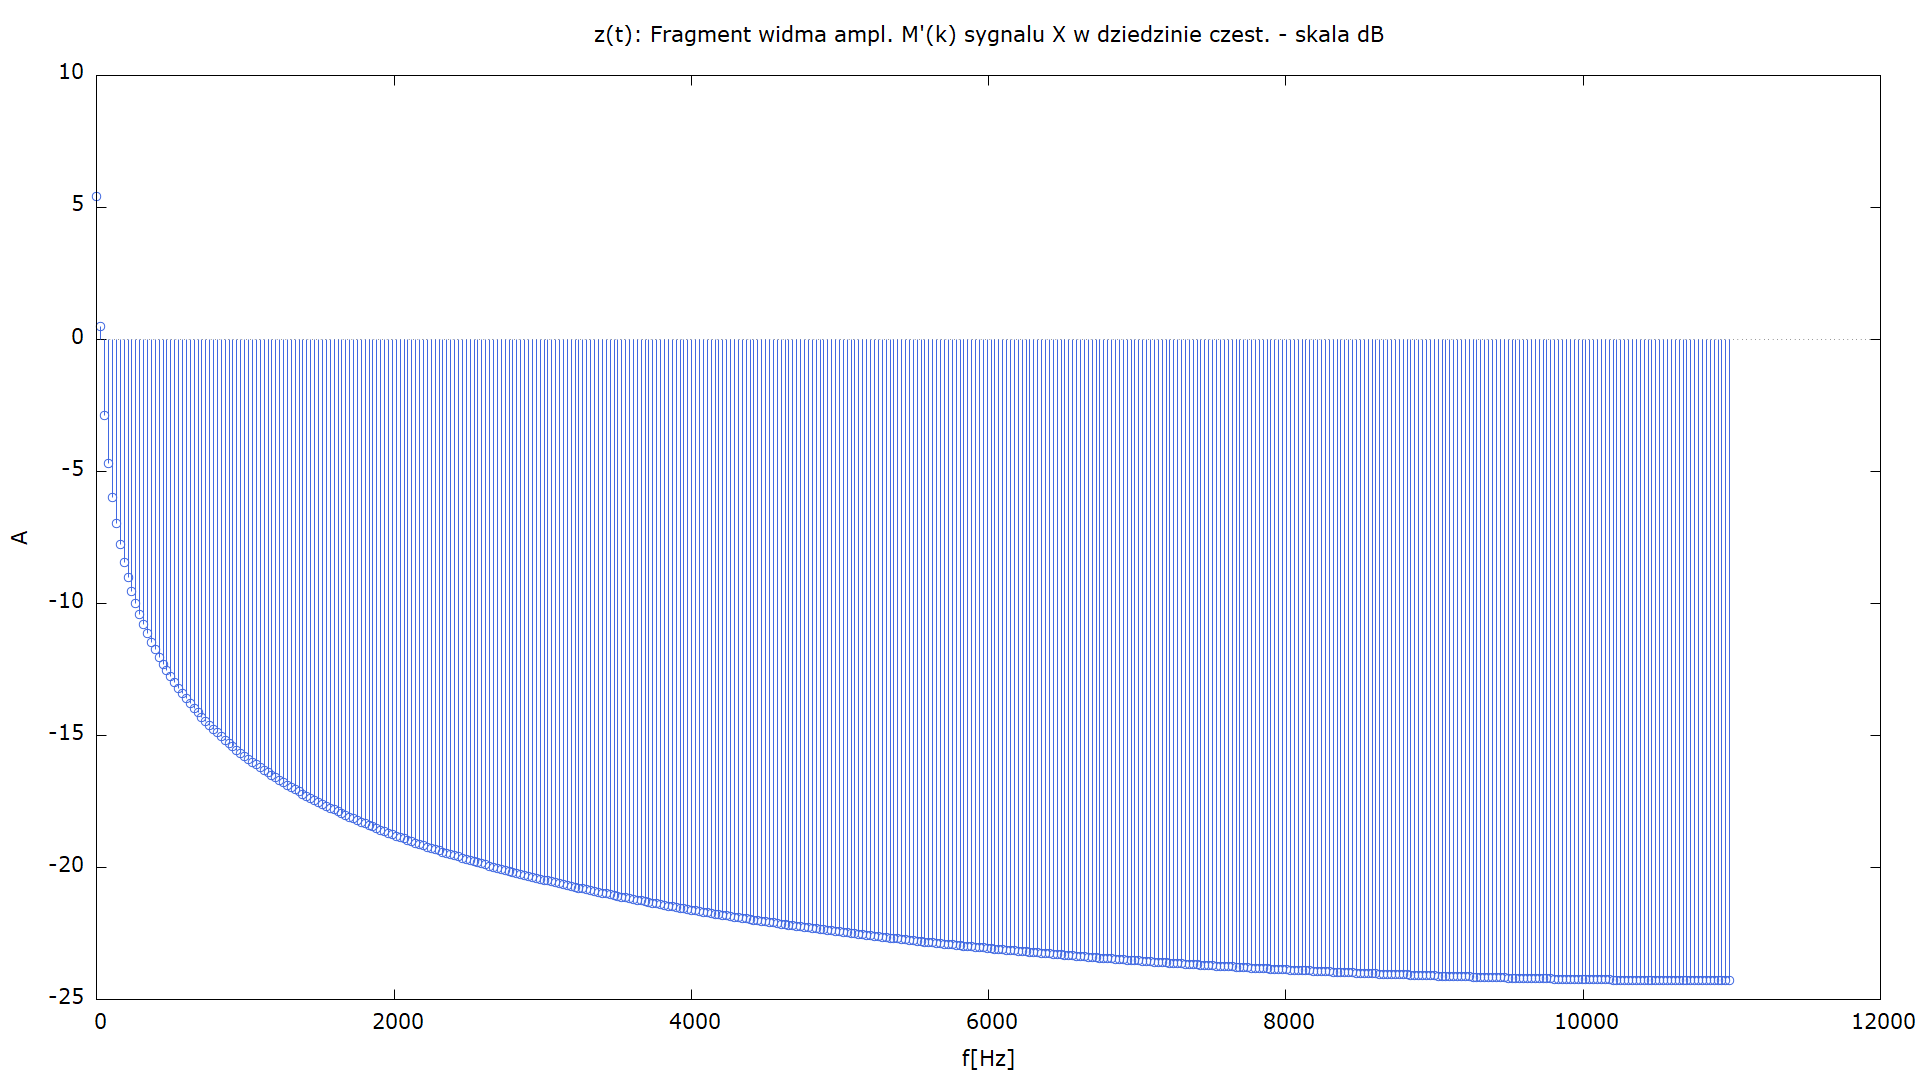 z(t): Fragment widma ampl. M'(k) sygnalu X w dziedzinie czest. - skala dB
10
5
0
-5
-10
-15
-20
-25
A
0 2000 4000 6000 8000 10000 12000
f[Hz]